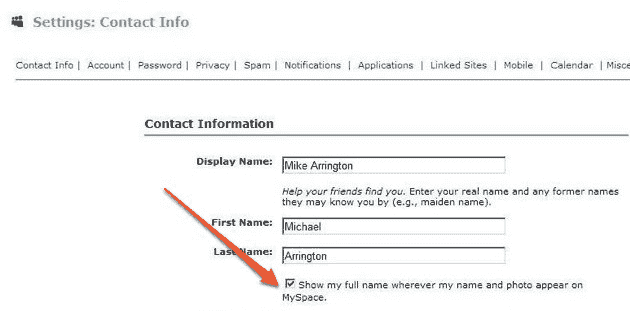 Settings: Contact Info
Contact Info | Account | Password | Privacy | Spam | Notifications | Applications | Linked Sites | Mobile | Calendar | Misce
Contact Information
Display Name: Mike Arrington
Help your friends find you. Enter your real name and any former names
they may know you by (e.g., maiden name).
First Name: Michael
Last Name: Arrington
Show my full name wherever my name and photo appear on
MySpace.